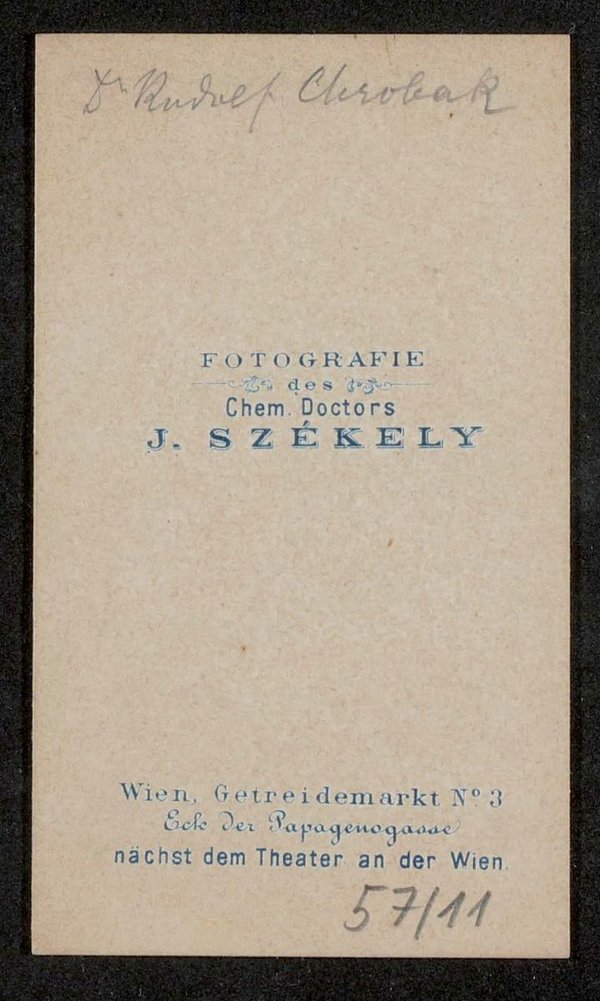 Dr Rudolf Chrobak
FOTOGRAFIE
des
Chem. Doctors
J. SZÉKELY
Wien, Getreidemarkt Nº 3
Eck der Papagenogasse
nächst dem Theater an der Wien.
57/11